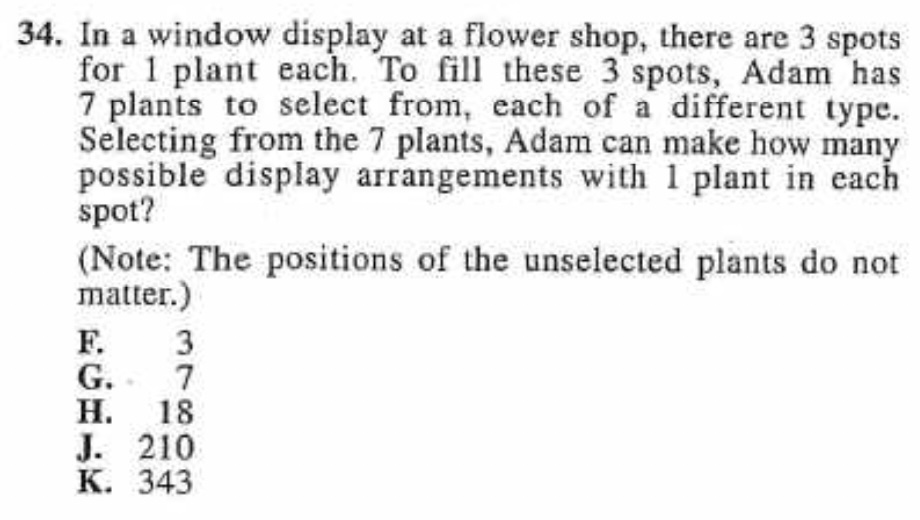 34. In a window display at a flower shop, there are 3 spots
for 1 plant each. To fill these 3 spots, Adam has
7 plants to select from, each of a different type.
Selecting from the 7 plants, Adam can make how many
possible display arrangements with 1 plant in each
spot?
(Note: The positions of the unselected plants do not
matter.)
F. 3
G. 7
H. 18
J. 210
K. 343